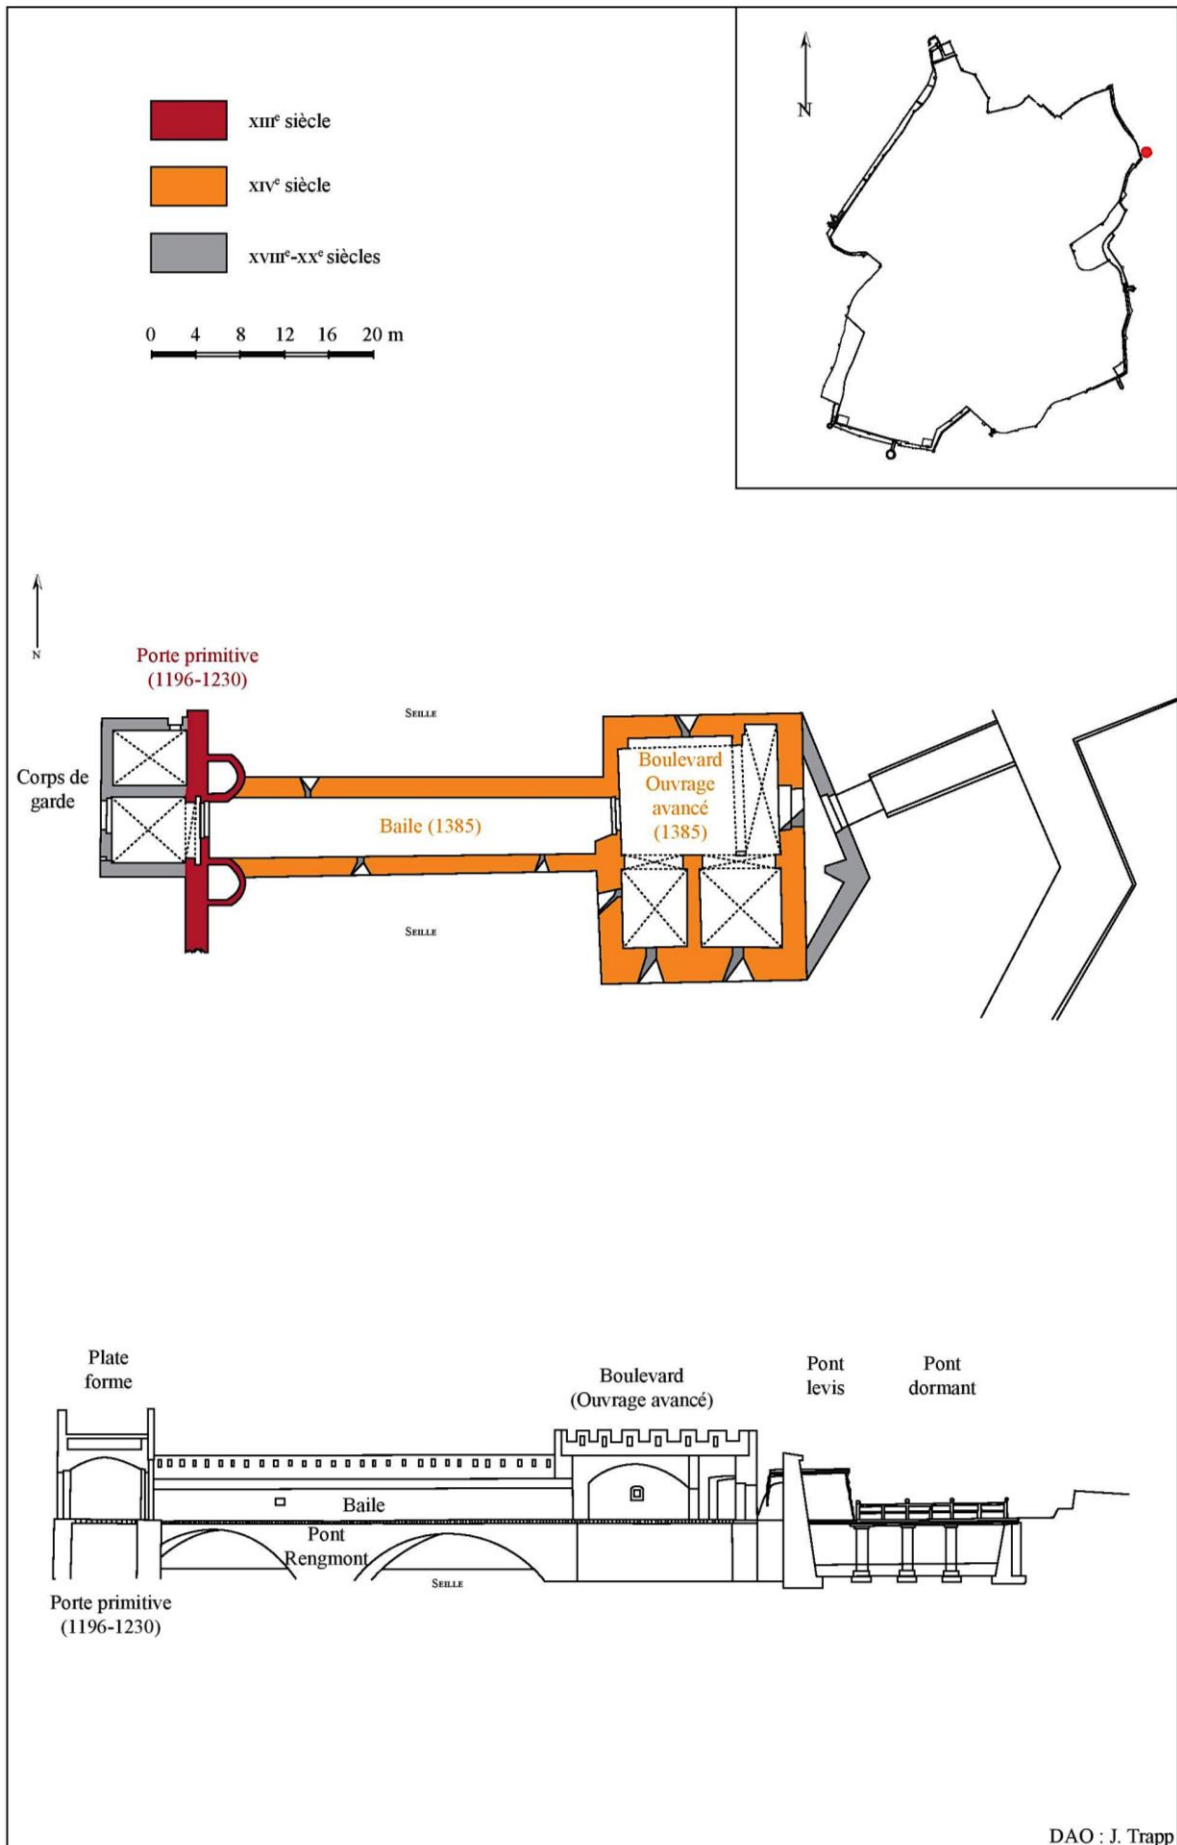 N
XIIIe siècle
XIVe siècle
XVIIIe-XXe siècles
0 4 8 12 16 20 m
N
Porte primitive
(1196-1230)
SEILLE
Corps de
garde
Baile (1385)
Boulevard
Ouvrage
avancé
(1385)
SEILLE
Plate
forme
Boulevard
(Ouvrage avancé)
Pont
levis
Pont
dormant
Baile
Pont
Rengmont
SEILLE
Porte primitive
(1196-1230)
DAO : J. Trapp